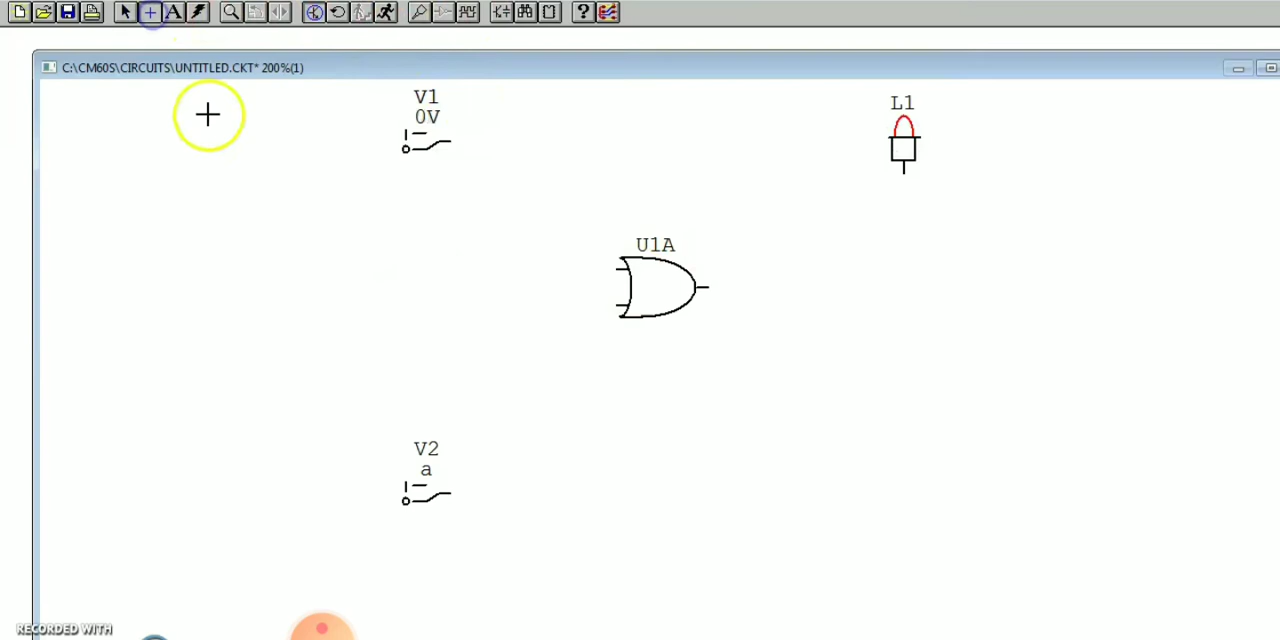 A
?
C:\CM60S\CIRCUITS\UNTITLED.CKT* 200%(1)
V1
0V
L1
U1A
V2
a
RECORDED WITH